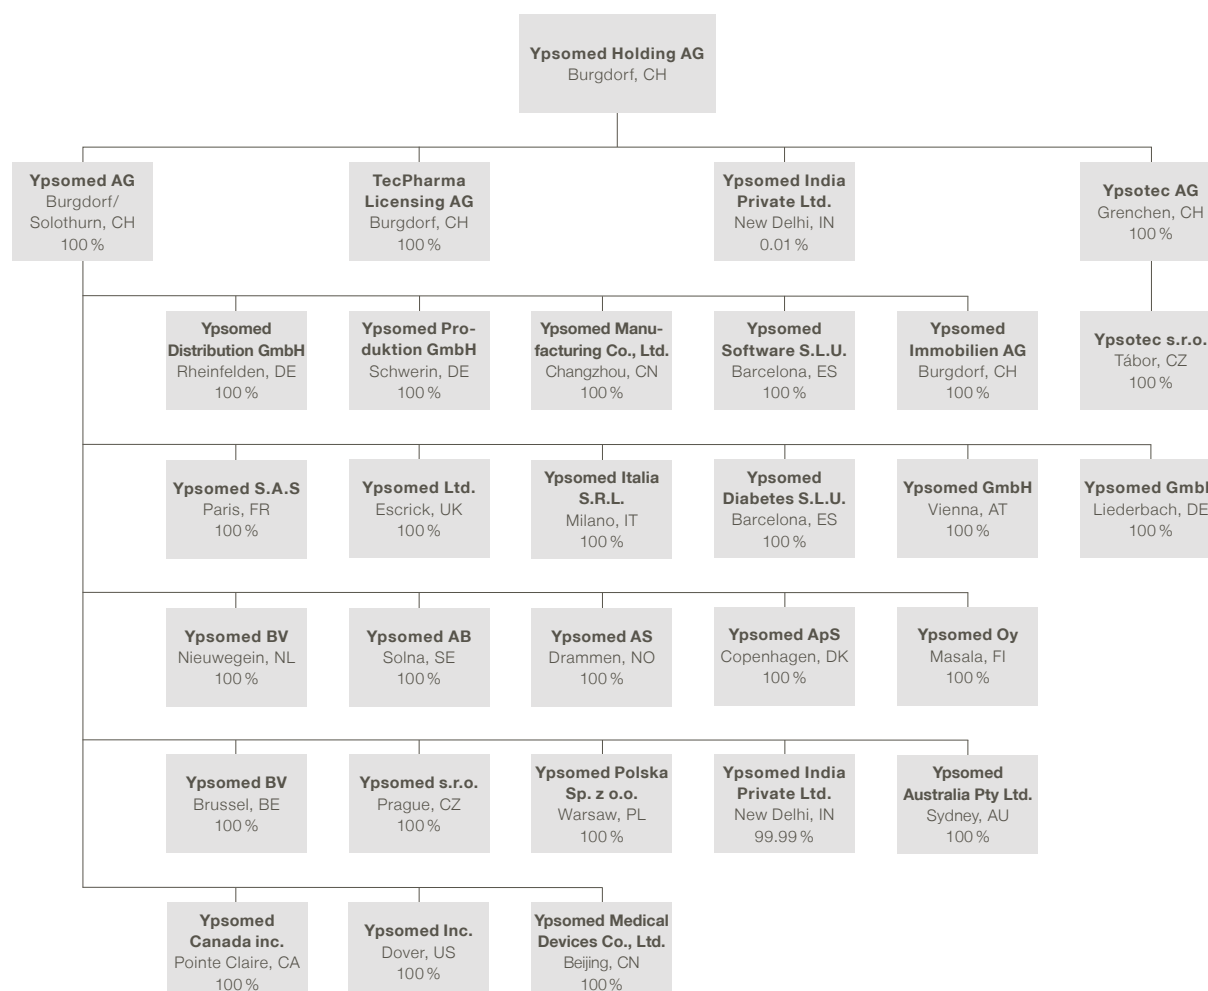 Ypsomed Holding AG
Burgdorf, CH
Ypsomed AG
Burgdorf/
Solothurn, CH
100 %
TecPharma
Licensing AG
Burgdorf, CH
100 %
Ypsomed India
Private Ltd.
New Delhi, IN
0.01 %
Ypsotec AG
Grenchen, CH
100 %
Ypsomed
Distribution GmbH
Rheinfelden, DE
100 %
Ypsomed Pro-
duktion GmbH
Schwerin, DE
100 %
Ypsomed Manu-
facturing Co., Ltd.
Changzhou, CN
100 %
Ypsomed
Software S.L.U.
Barcelona, ES
100 %
Ypsomed
Immobilien AG
Burgdorf, CH
100 %
Ypsotec s.r.o.
Tábor, CZ
100 %
Ypsomed S.A.S
Paris, FR
100 %
Ypsomed Ltd.
Escrick, UK
100 %
Ypsomed Italia
S.R.L.
Milano, IT
100 %
Ypsomed
Diabetes S.L.U.
Barcelona, ES
100 %
Ypsomed GmbH
Vienna, AT
100 %
Ypsomed GmbH
Liederbach, DE
100 %
Ypsomed BV
Nieuwegein, NL
100 %
Ypsomed AB
Solna, SE
100 %
Ypsomed AS
Drammen, NO
100 %
Ypsomed ApS
Copenhagen, DK
100 %
Ypsomed Oy
Masala, FI
100 %
Ypsomed BV
Brussel, BE
100 %
Ypsomed s.r.o.
Prague, CZ
100 %
Ypsomed Polska
Sp. z o.o.
Warsaw, PL
100 %
Ypsomed India
Private Ltd.
New Delhi, IN
99.99 %
Ypsomed
Australia Pty Ltd.
Sydney, AU
100 %
Ypsomed
Canada inc.
Pointe Claire, CA
100 %
Ypsomed Inc.
Dover, US
100 %
Ypsomed Medical
Devices Co., Ltd.
Beijing, CN
100 %